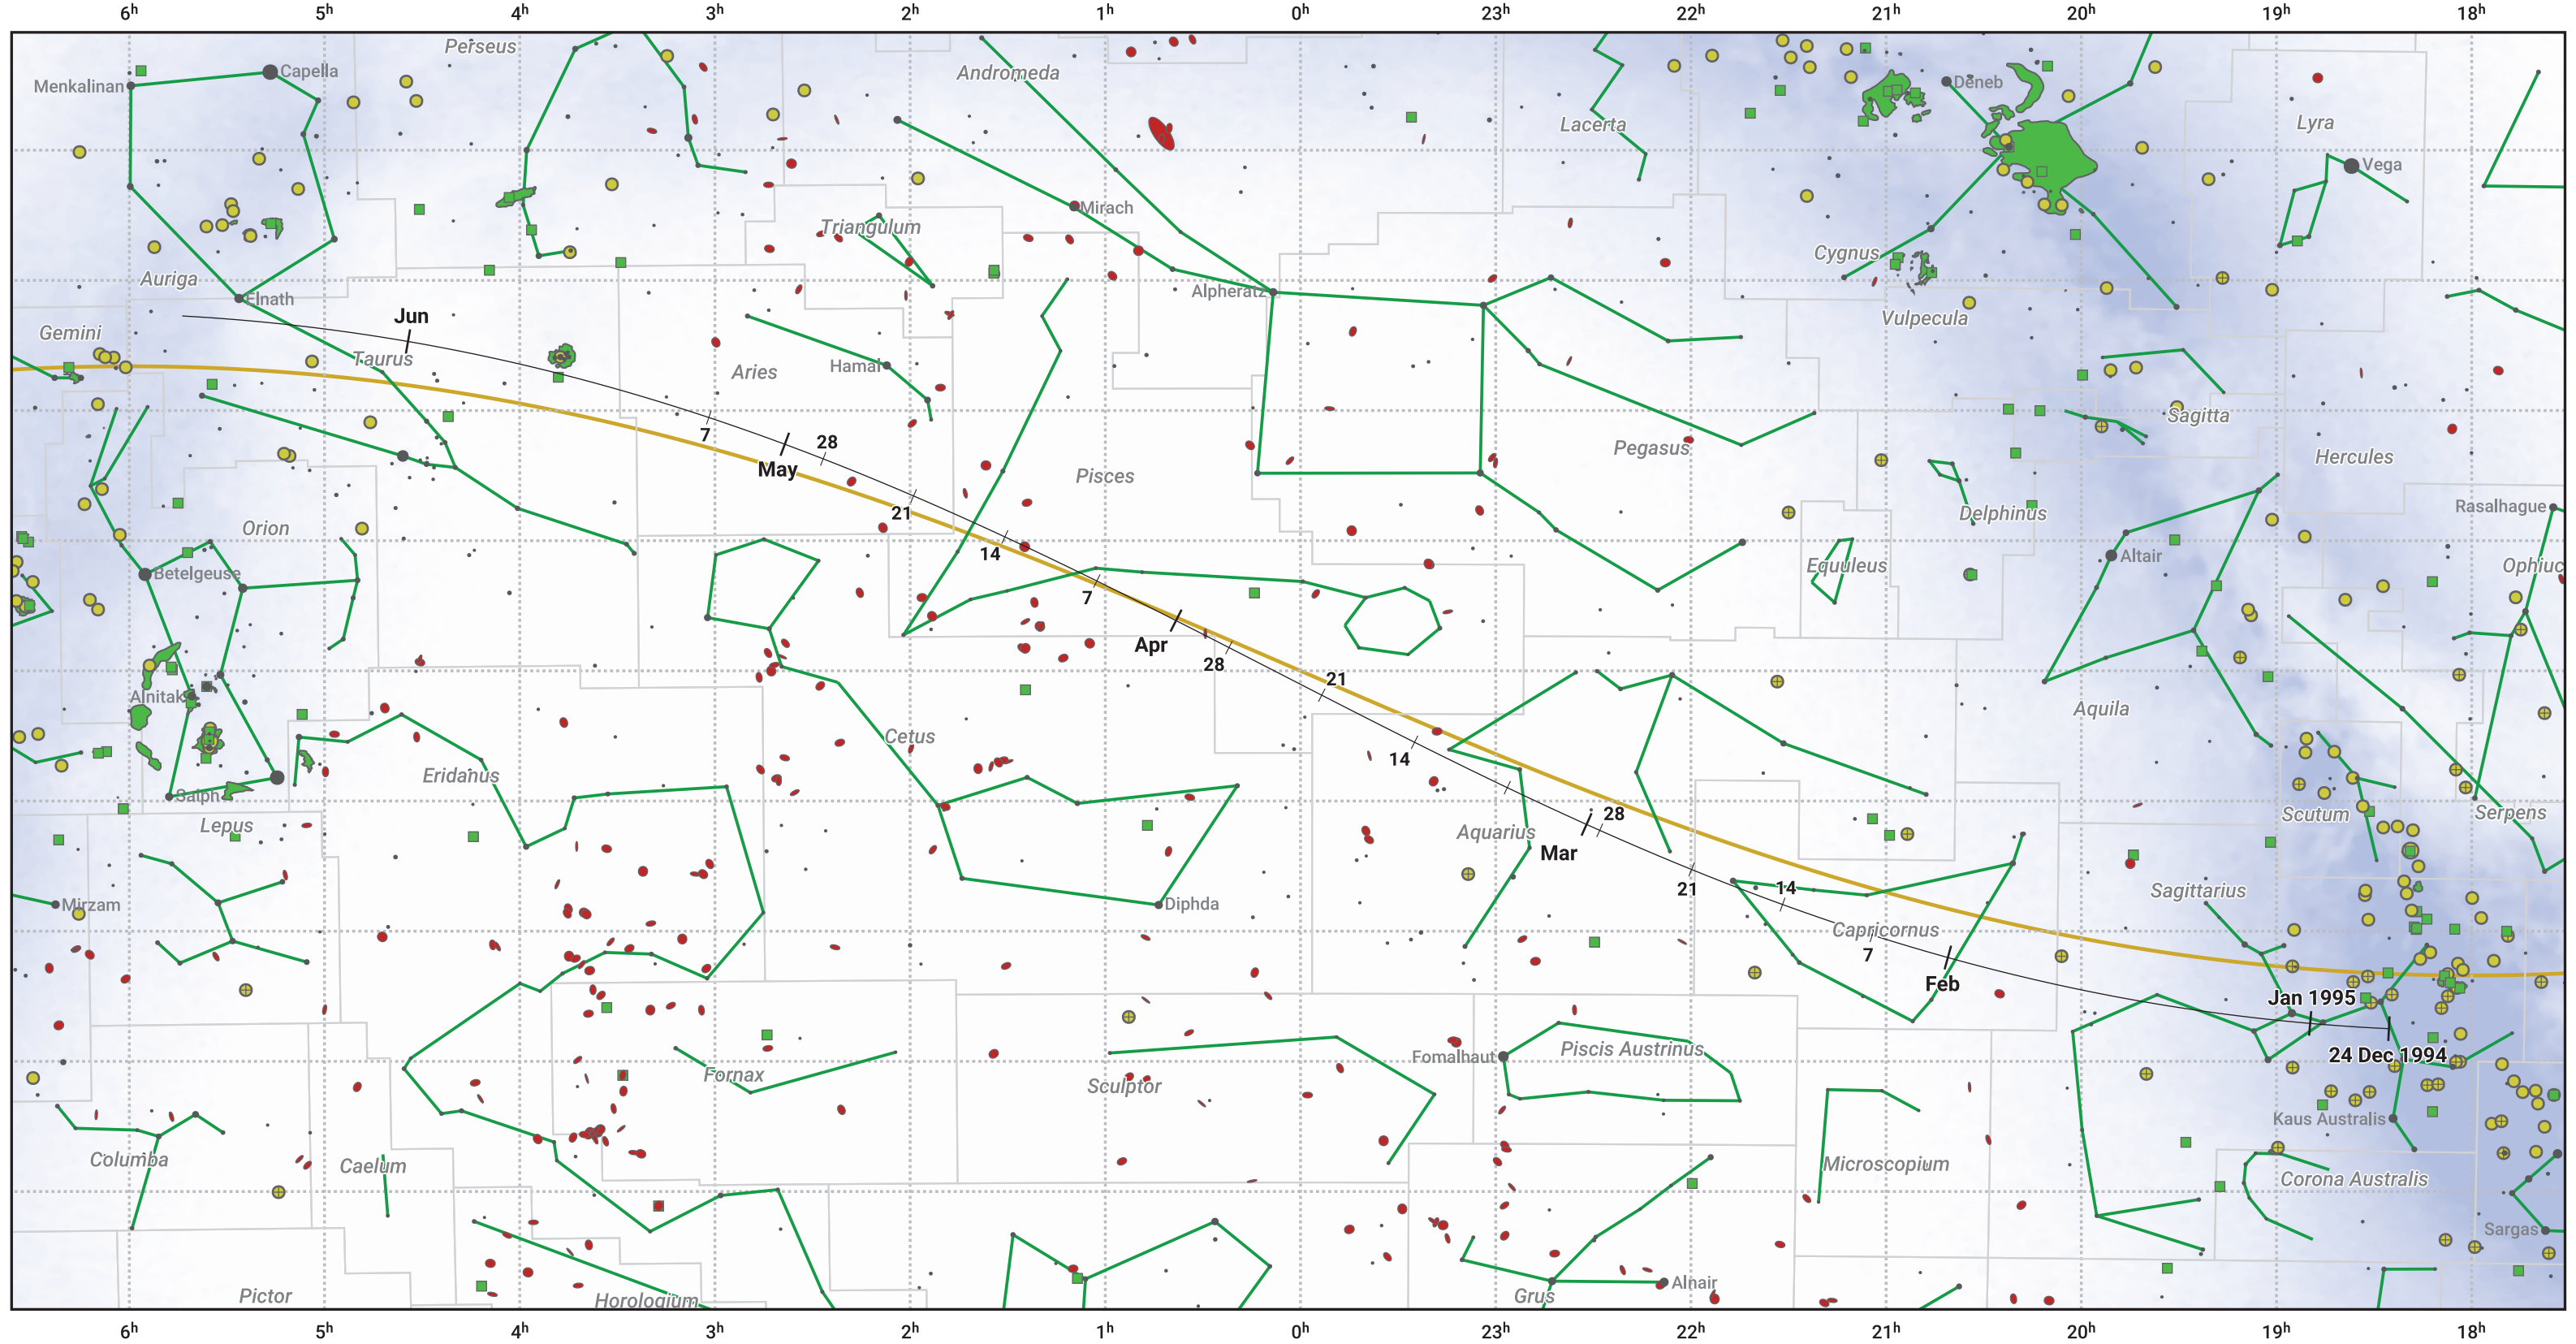 6h 5h 4h 3h 2h 1h 0h 23h 22h 21h 20h 19h 18h
Perseus
Menkalinan
Capella
Andromeda
Deneb
Lacerta
Lyra
Vega
Mirach
Triangulum
Cygnus
Auriga
Alpheratz
Elnath
Jun
Vulpecula
Gemini
Taurus
Aries
Hamal
Sagitta
7
May
28
Pegasus
Hercules
Pisces
Rasalhague
21
Delphinus
Orion
14
Altair
Betelgeuse
Equuleus
Ophiuc
7
Apr
28
21
Alnitak
Aquila
Cetus
14
Eridanus
Saiph
28
Lepus
Aquarius
Scutum
Serpens
Mar
21
14
Sagittarius
Mirzam
Diphda
Capricornus
7
Feb
Jan 1995
24 Dec 1994
Fomalhaut
Piscis Austrinus
Fornax
Sculptor
Kaus Australis
Columba
Caelum
Microscopium
Corona Australis
Sargas
Alnair
Pictor
Horologium
Grus
6h 5h 4h 3h 2h 1h 0h 23h 22h 21h 20h 19h 18h